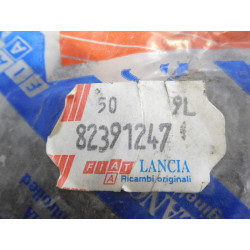 50 9L
82391247
FIAT LANCIA
A Ricambi originali